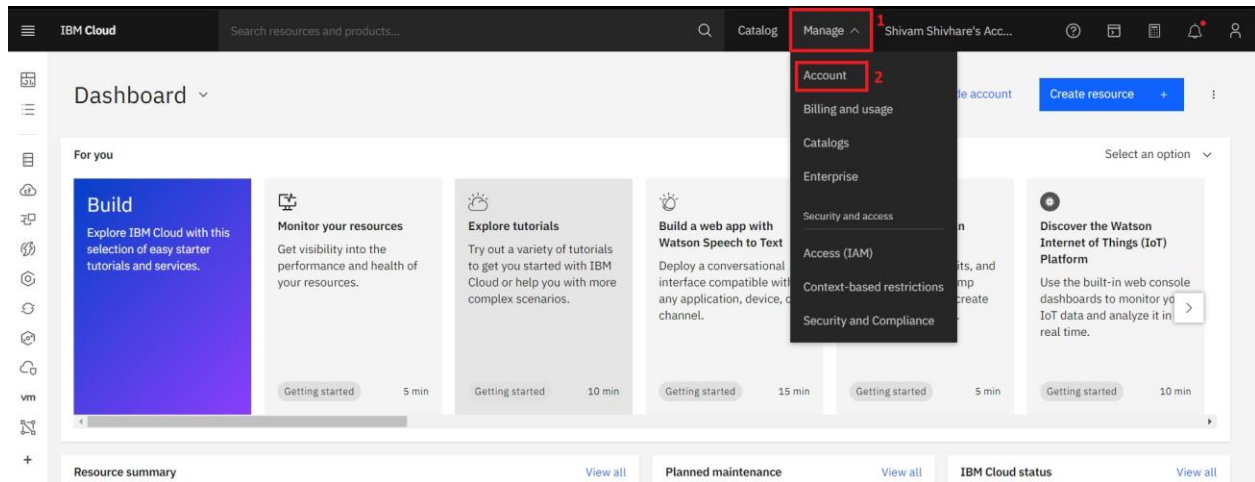 IBM Cloud
Search resources and products...
Catalog
Manage
1
Shivam Shivhare's Acc...
Account
2
Billing and usage
Catalogs
Enterprise
Security and access
Access (IAM)
Context-based restrictions
Security and Compliance
Dashboard
account
Create resource +
For you
Select an option
Build
Explore IBM Cloud with this
selection of easy starter
tutorials and services.
Monitor your resources
Get visibility into the
performance and health of
your resources.
Getting started
5 min
Explore tutorials
Try out a variety of tutorials
to get you started with IBM
Cloud or help you with more
complex scenarios.
Getting started
10 min
Build a web app with
Watson Speech to Text
Deploy a conversational
interface compatible with
any application, device,
channel.
Getting started
15 min
its, and
create
Getting started
5 min
Discover the Watson
Internet of Things (IoT)
Platform
Use the built-in web console
dashboards to monitor
IoT data and analyze it in
real time.
Getting started
10 min
vm
+
Resource summary
View all
Planned maintenance
View all
IBM Cloud status
View all